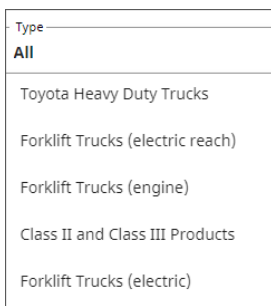 Type
All
Toyota Heavy Duty Trucks
Forklift Trucks (electric reach)
Forklift Trucks (engine)
Class II and Class III Products
Forklift Trucks (electric)